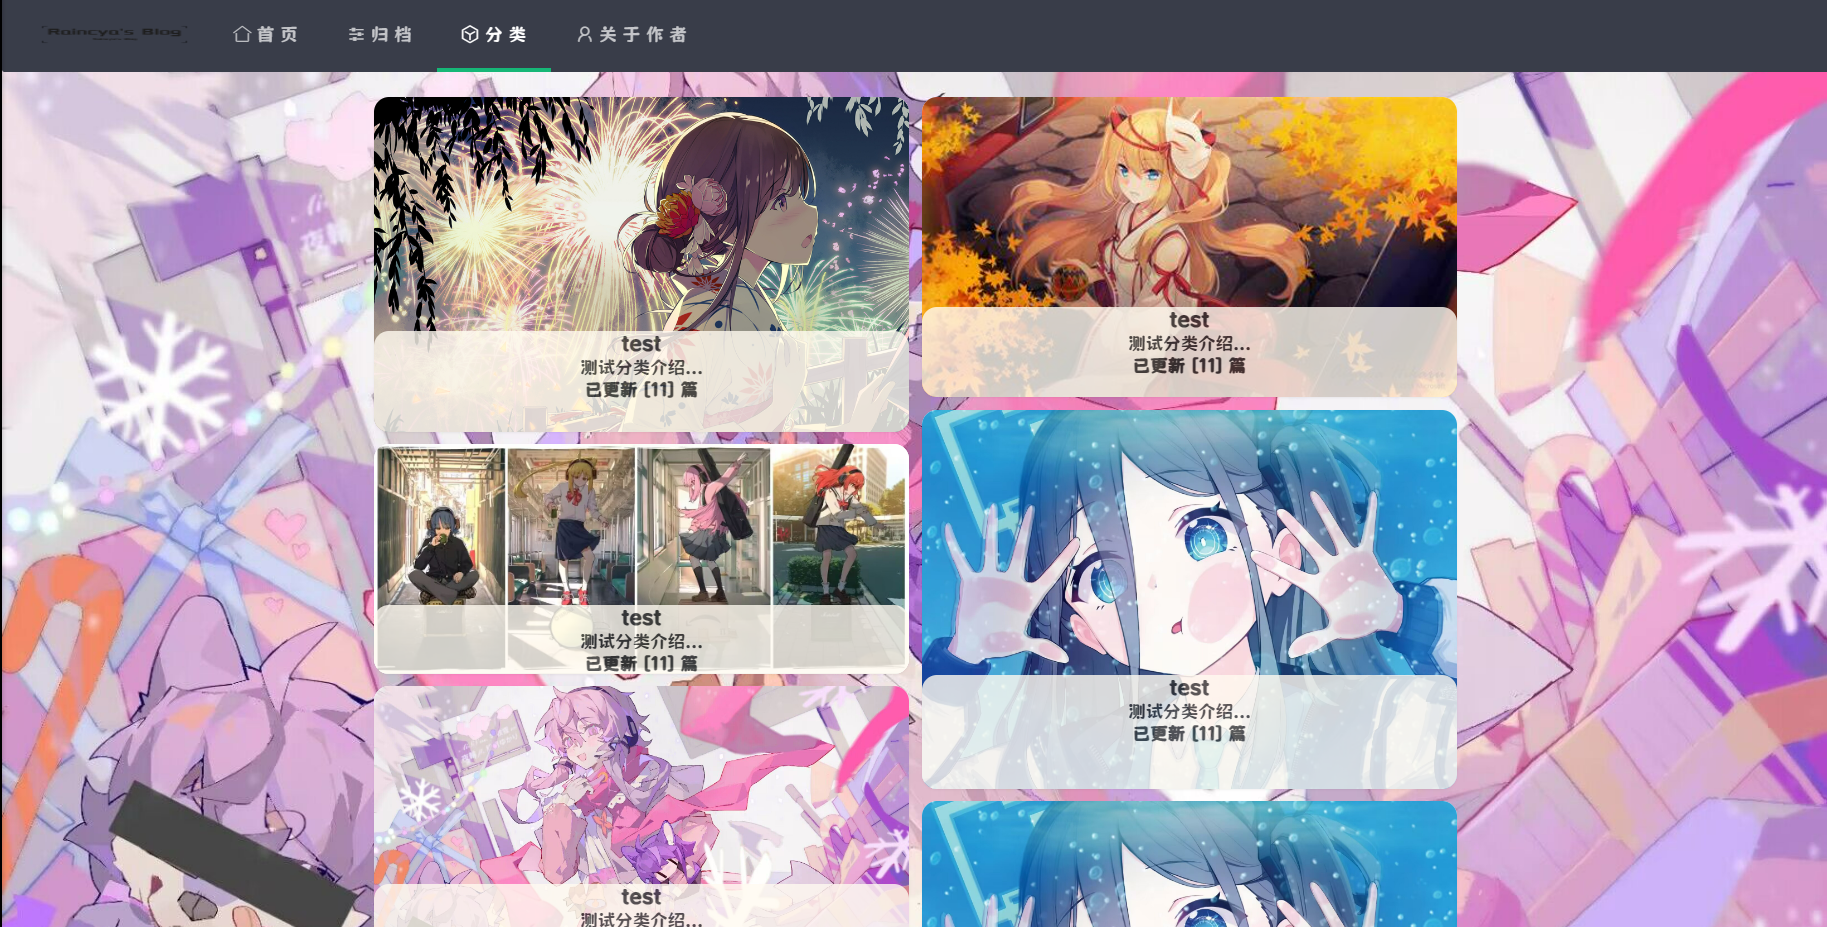 Raincya's Blog
首页
归档
分类
关于作者
test
测试分类介绍...
已更新 [11] 篇
test
测试分类介绍...
已更新 [11] 篇
test
测试分类介绍...
已更新 [11] 篇
test
测试分类介绍...
已更新 [11] 篇
test
测试分类介绍...